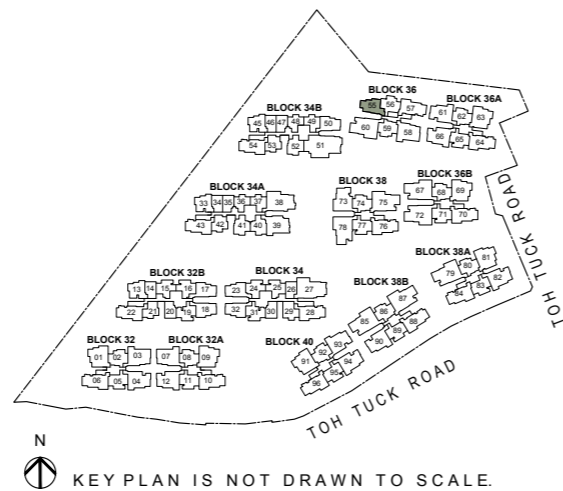 BLOCK 36
55 56 57
60 59 58
BLOCK 36A
61 62 63
66 65 64
BLOCK 34B
45 46 47 48 49 50
54 53 52 51
BLOCK 36B
67 68 69
72 71 70
BLOCK 38
73 74 75
78 77 76
BLOCK 34A
33 34 35 36 37 38
43 42 41 40 39
TOH TUCK ROAD
BLOCK 38A
79 80 81
84 83 82
BLOCK 32B
13 14 15 16 17
22 21 20 19 18
BLOCK 34
23 24 25 26 27
32 31 30 29 28
BLOCK 38B
85 86 87
90 89 88
BLOCK 32
01 02 03
06 05 04
BLOCK 32A
07 08 09
12 11 10
BLOCK 40
91 92 93
96 95 94
TOH TUCK ROAD
N
KEY PLAN IS NOT DRAWN TO SCALE.